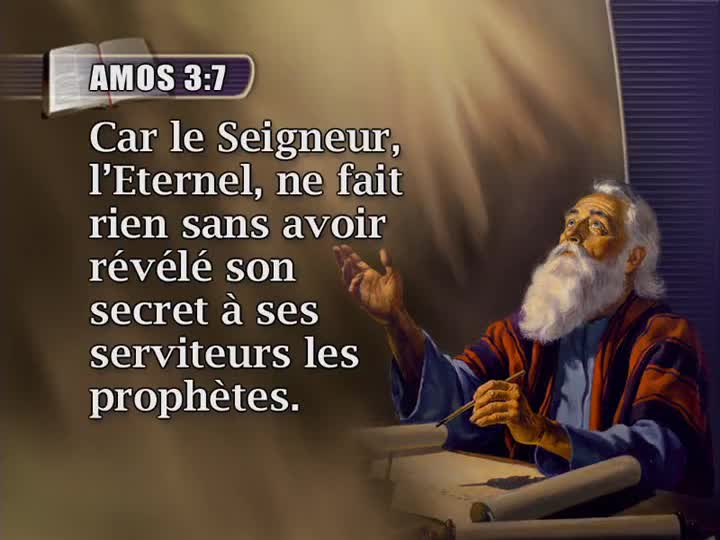 AMOS 3:7
Car le Seigneur,
l’Eternel, ne fait
rien sans avoir
révélé son
secret à ses
serviteurs les
prophètes.